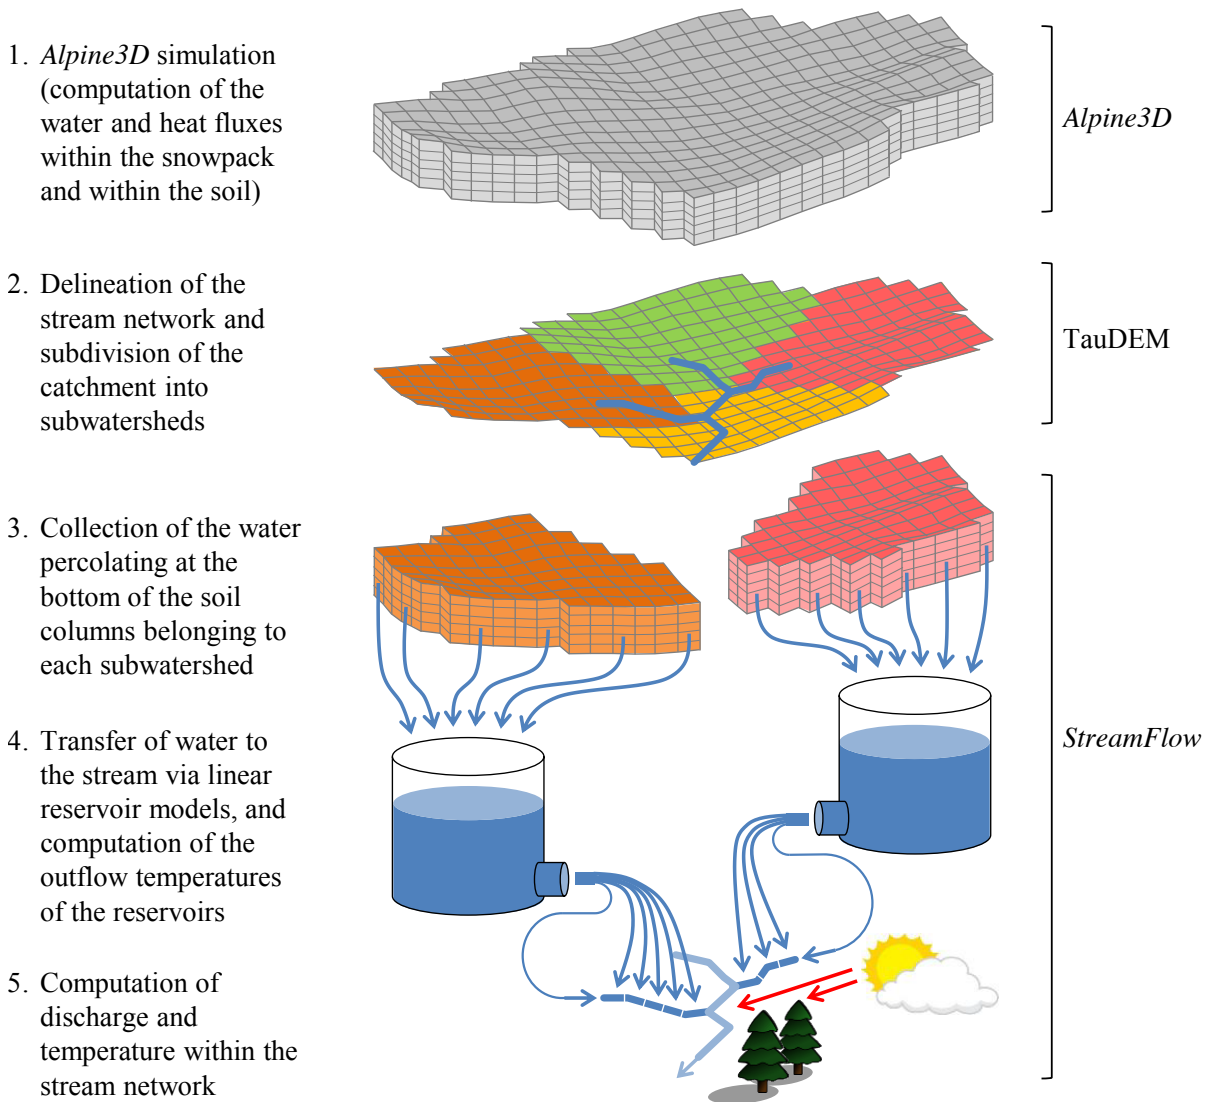 1. Alpine3D simulation
(computation of the
water and heat fluxes
within the snowpack
and within the soil)
Alpine3D
2. Delineation of the
stream network and
subdivision of the
catchment into
subwatersheds
TauDEM
3. Collection of the water
percolating at the
bottom of the soil
columns belonging to
each subwatershed
4. Transfer of water to
the stream via linear
reservoir models, and
computation of the
outflow temperatures
of the reservoirs
StreamFlow
5. Computation of
discharge and
temperature within the
stream network